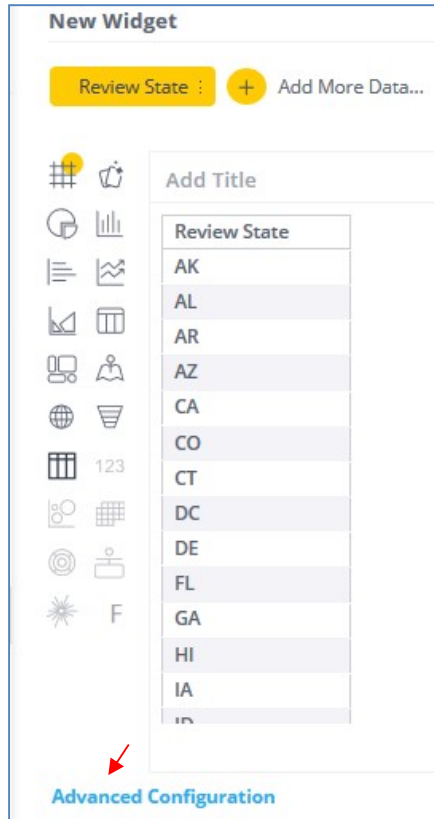 New Widget
Review State
+ Add More Data...
Add Title
Review State
AK
AL
AR
AZ
CA
CO
CT
DC
DE
FL
GA
HI
IA
ID
123
F
Advanced Configuration